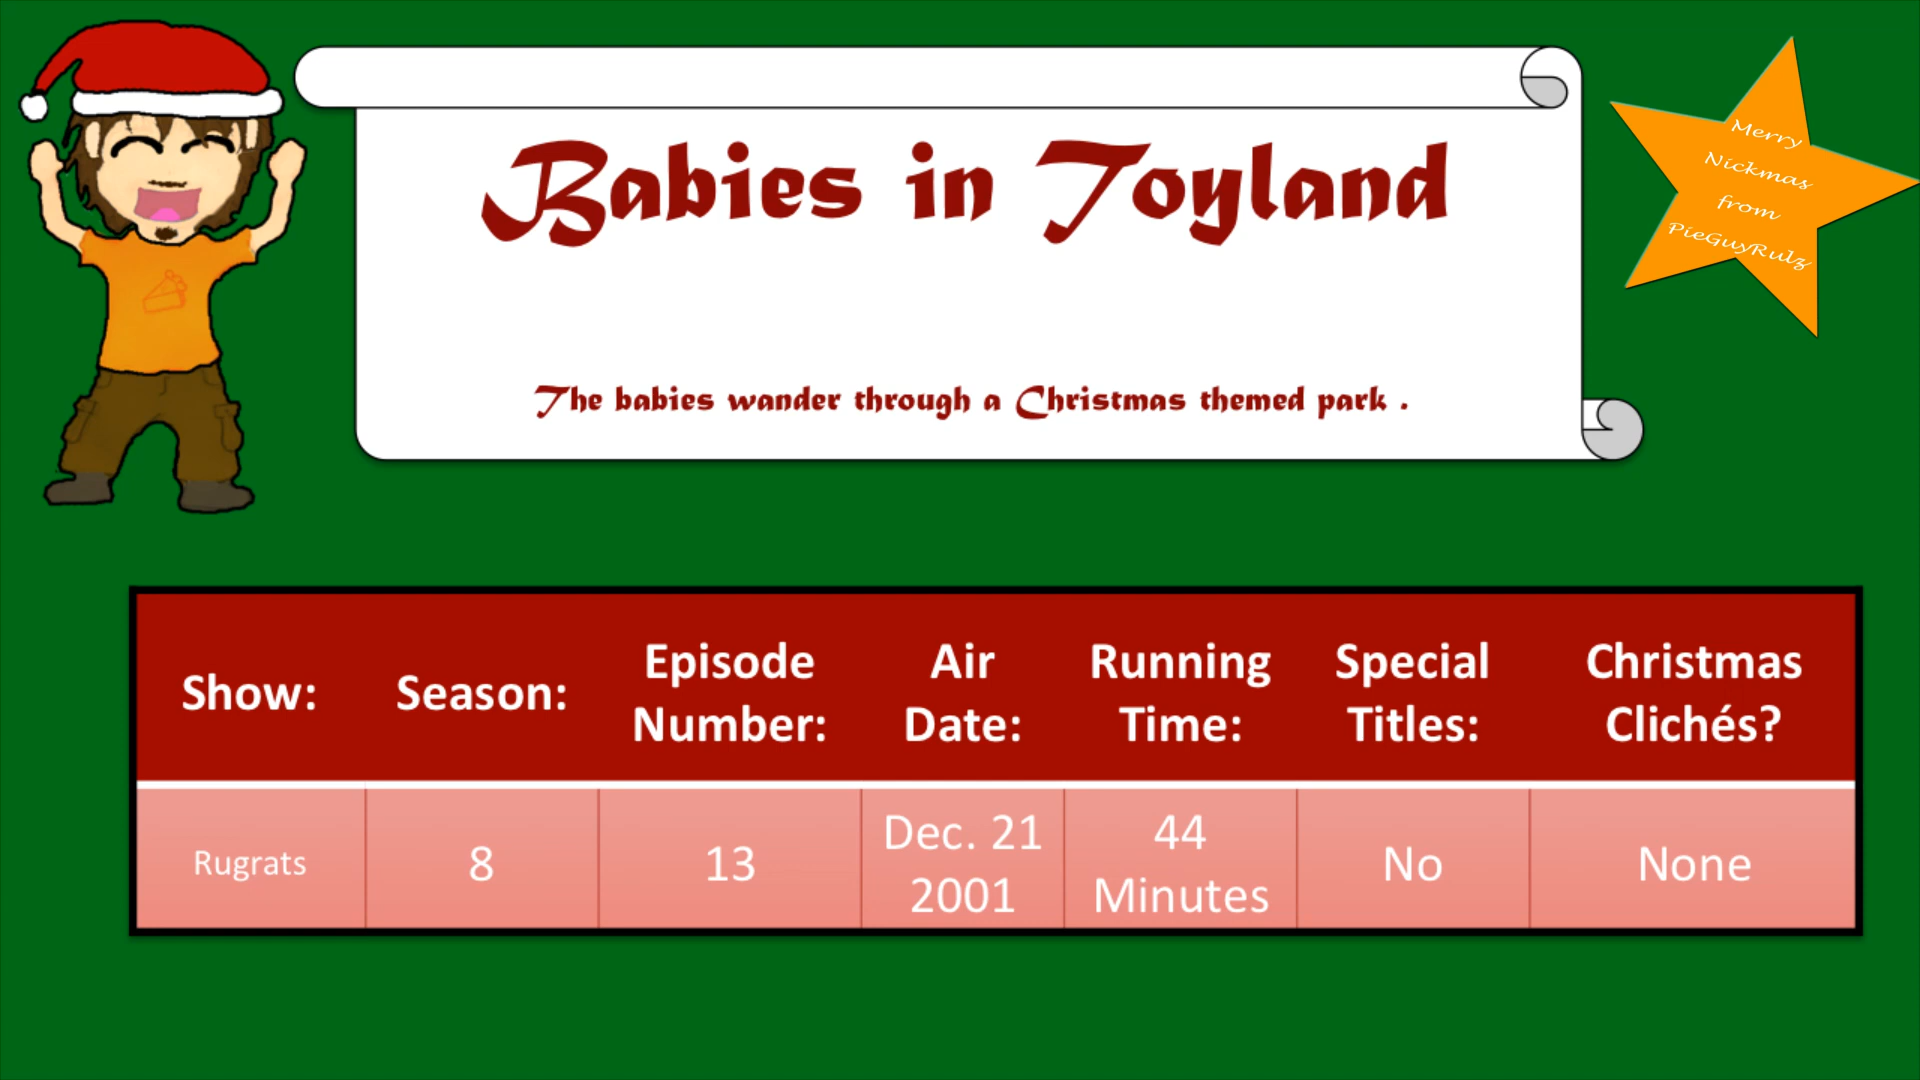 Babies in Toyland
The babies wander through a Christmas themed park .
Merry
Nickmas
from
PieGuyRulz
Show:
Season:
Episode
Number:
Air
Date:
Running
Time:
Special
Titles:
Christmas
Clichés?
Rugrats
8
13
Dec. 21
2001
44
Minutes
No
None